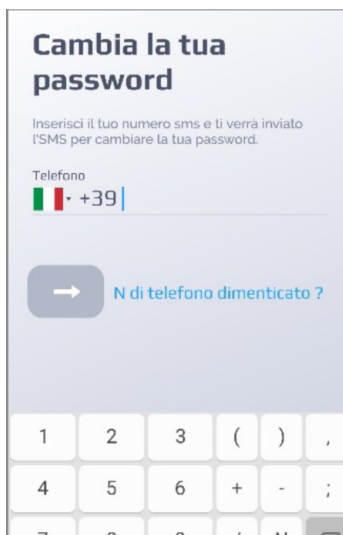 Cambia la tua
password
Inserisci il tuo numero sms e ti verrà inviato
l'SMS per cambiare la tua password.
Telefono
+39
N di telefono dimenticato ?
1 2 3 ( ) ,
4 5 6 + - ;